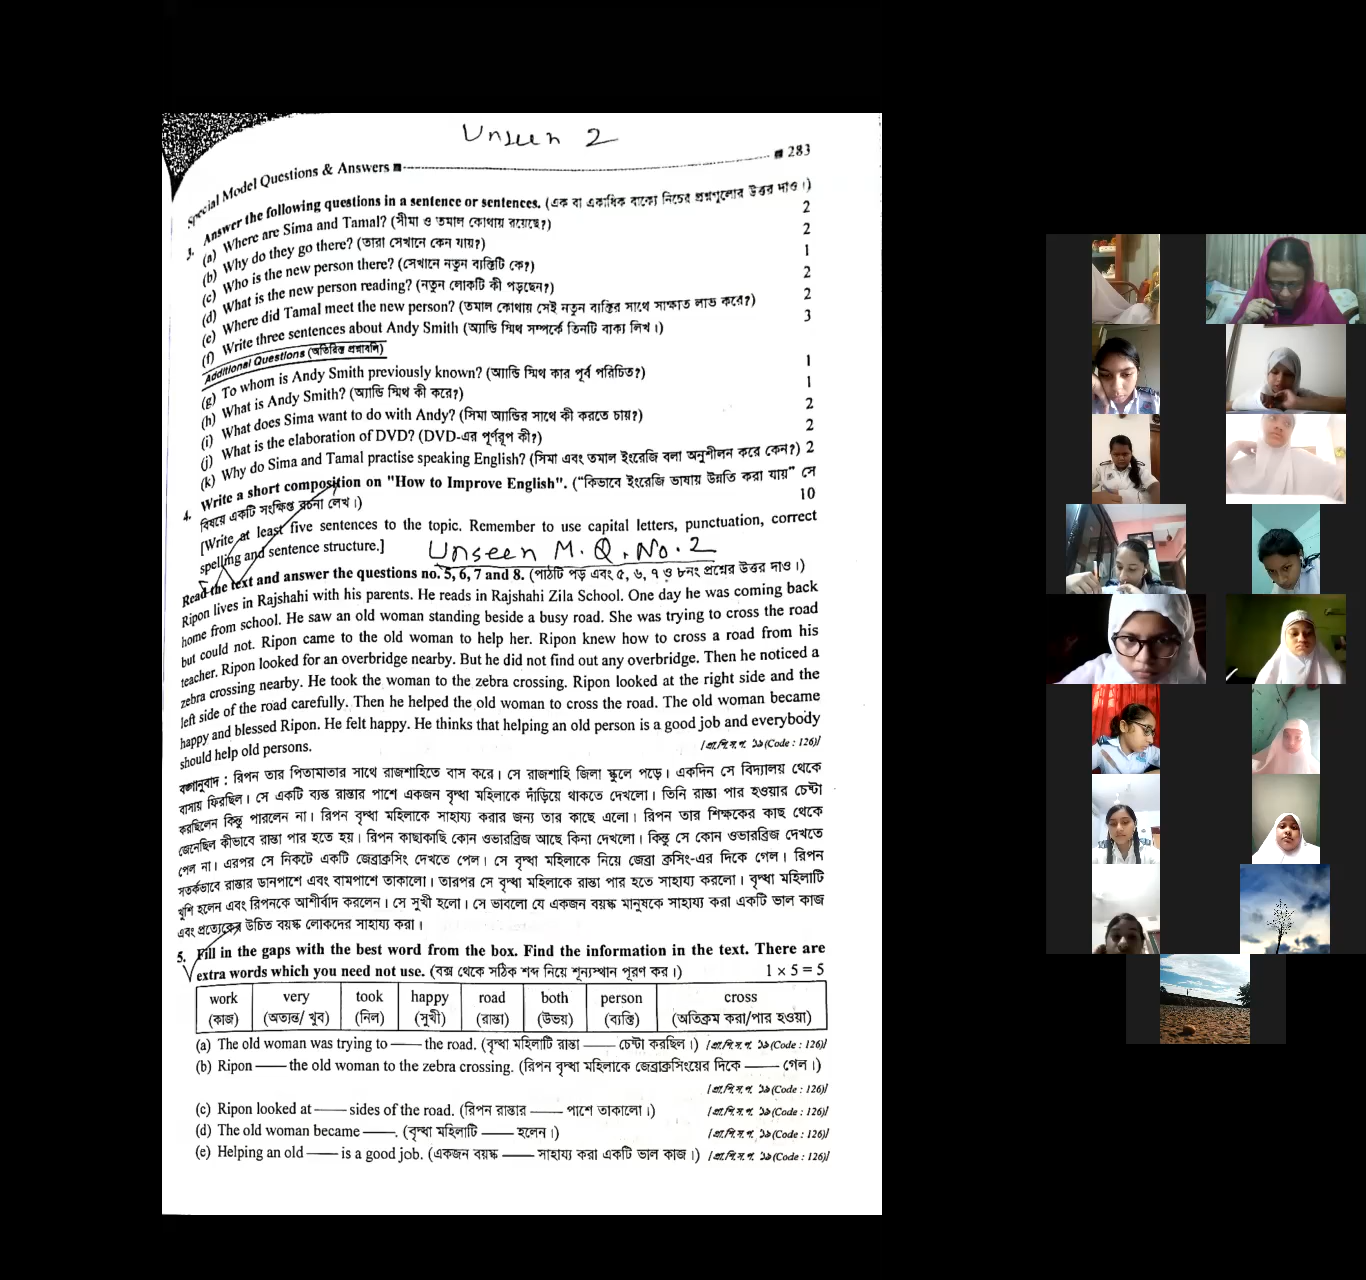 Unseen 2
Special Model Questions & Answers ■ ■ 283
3. Answer the following questions in a sentence or sentences. (এক বা একাধিক বাক্যে নিচের প্রশ্নগুলোর উত্তর দাও।)
(a) Where are Sima and Tamal? (সীমা ও তমাল কোথায় রয়েছে?) 2
(b) Why do they go there? (তারা সেখানে কেন যায়?) 2
(c) Who is the new person there? (সেখানে নতুন ব্যক্তিটি কে?) 1
(d) What is the new person reading? (নতুন লোকটি কী পড়ছেন?) 2
(e) Where did Tamal meet the new person? (তমাল কোথায় সেই নতুন ব্যক্তির সাথে সাক্ষাত লাভ করে?) 2
(f) Write three sentences about Andy Smith (অ্যান্ডি স্মিথ সম্পর্কে তিনটি বাক্য লিখ।) 3
Additional Questions (অতিরিক্ত প্রশ্নাবলি)
(g) To whom is Andy Smith previously known? (অ্যান্ডি স্মিথ কার পূর্ব পরিচিত?) 1
(h) What is Andy Smith? (অ্যান্ডি স্মিথ কী করে?) 1
(i) What does Sima want to do with Andy? (সিমা অ্যান্ডির সাথে কী করতে চায়?) 2
(j) What is the elaboration of DVD? (DVD-এর পূর্ণরূপ কী?) 2
(k) Why do Sima and Tamal practise speaking English? (সিমা এবং তমাল ইংরেজি বলা অনুশীলন করে কেন?) 2
4. Write a short composition on "How to Improve English". ("কিভাবে ইংরেজি ভাষায় উন্নতি করা যায়" সে
বিষয়ে একটি সংক্ষিপ্ত রচনা লেখ।) 10
[Write at least five sentences to the topic. Remember to use capital letters, punctuation, correct
spelling and sentence structure.] Unseen M.Q.No.2
Read the text and answer the questions no. 5, 6, 7 and 8. (পাঠটি পড় এবং ৫, ৬, ৭ ও ৮নং প্রশ্নের উত্তর দাও।)
Ripon lives in Rajshahi with his parents. He reads in Rajshahi Zila School. One day he was coming back
home from school. He saw an old woman standing beside a busy road. She was trying to cross the road
but could not. Ripon came to the old woman to help her. Ripon knew how to cross a road from his
teacher. Ripon looked for an overbridge nearby. But he did not find out any overbridge. Then he noticed a
zebra crossing nearby. He took the woman to the zebra crossing. Ripon looked at the right side and the
left side of the road carefully. Then he helped the old woman to cross the road. The old woman became
happy and blessed Ripon. He felt happy. He thinks that helping an old person is a good job and everybody
should help old persons. [প্রা.শি.স.প. ১৯ (Code : 126)]
বঙ্গানুবাদ : রিপন তার পিতামাতার সাথে রাজশাহিতে বাস করে। সে রাজশাহি জিলা স্কুলে পড়ে। একদিন সে বিদ্যালয় থেকে
বাসায় ফিরছিল। সে একটি ব্যস্ত রাস্তার পাশে একজন বৃদ্ধা মহিলাকে দাঁড়িয়ে থাকতে দেখলো। তিনি রাস্তা পার হওয়ার চেষ্টা
করছিলেন কিন্তু পারলেন না। রিপন বৃদ্ধা মহিলাকে সাহায্য করার জন্য তার কাছে এলো। রিপন তার শিক্ষকের কাছ থেকে
জেনেছিল কীভাবে রাস্তা পার হতে হয়। রিপন কাছাকাছি কোন ওভারব্রিজ আছে কিনা দেখলো। কিন্তু সে কোন ওভারব্রিজ দেখতে
পেল না। এরপর সে নিকটে একটি জেব্রাক্রসিং দেখতে পেল। সে বৃদ্ধা মহিলাকে নিয়ে জেব্রা ক্রসিং-এর দিকে গেল। রিপন
সতর্কভাবে রাস্তার ডানপাশে এবং বামপাশে তাকালো। তারপর সে বৃদ্ধা মহিলাকে রাস্তা পার হতে সাহায্য করলো। বৃদ্ধা মহিলাটি
খুশি হলেন এবং রিপনকে আশীর্বাদ করলেন। সে সুখী হলো। সে ভাবলো যে একজন বয়স্ক মানুষকে সাহায্য করা একটি ভাল কাজ
এবং প্রত্যেকের উচিত বয়স্ক লোকদের সাহায্য করা।
5. Fill in the gaps with the best word from the box. Find the information in the text. There are
extra words which you need not use. (বক্স থেকে সঠিক শব্দ নিয়ে শূন্যস্থান পূরণ কর।) 1 × 5 = 5
work very took happy road both person cross
(কাজ) (অত্যন্ত/ খুব) (নিল) (সুখী) (রাস্তা) (উভয়) (ব্যক্তি) (অতিক্রম করা/পার হওয়া)
(a) The old woman was trying to —— the road. (বৃদ্ধা মহিলাটি রাস্তা —— চেষ্টা করছিল।) [প্রা.শি.স.প. ১৯ (Code : 126)]
(b) Ripon —— the old woman to the zebra crossing. (রিপন বৃদ্ধা মহিলাকে জেব্রাক্রসিংয়ের দিকে —— গেল।)
[প্রা.শি.স.প. ১৯ (Code : 126)]
(c) Ripon looked at —— sides of the road. (রিপন রাস্তার —— পাশে তাকালো।) [প্রা.শি.স.প. ১৯ (Code : 126)]
(d) The old woman became ——. (বৃদ্ধা মহিলাটি —— হলেন।) [প্রা.শি.স.প. ১৯ (Code : 126)]
(e) Helping an old —— is a good job. (একজন বয়স্ক —— সাহায্য করা একটি ভাল কাজ।) [প্রা.শি.স.প. ১৯ (Code : 126)]